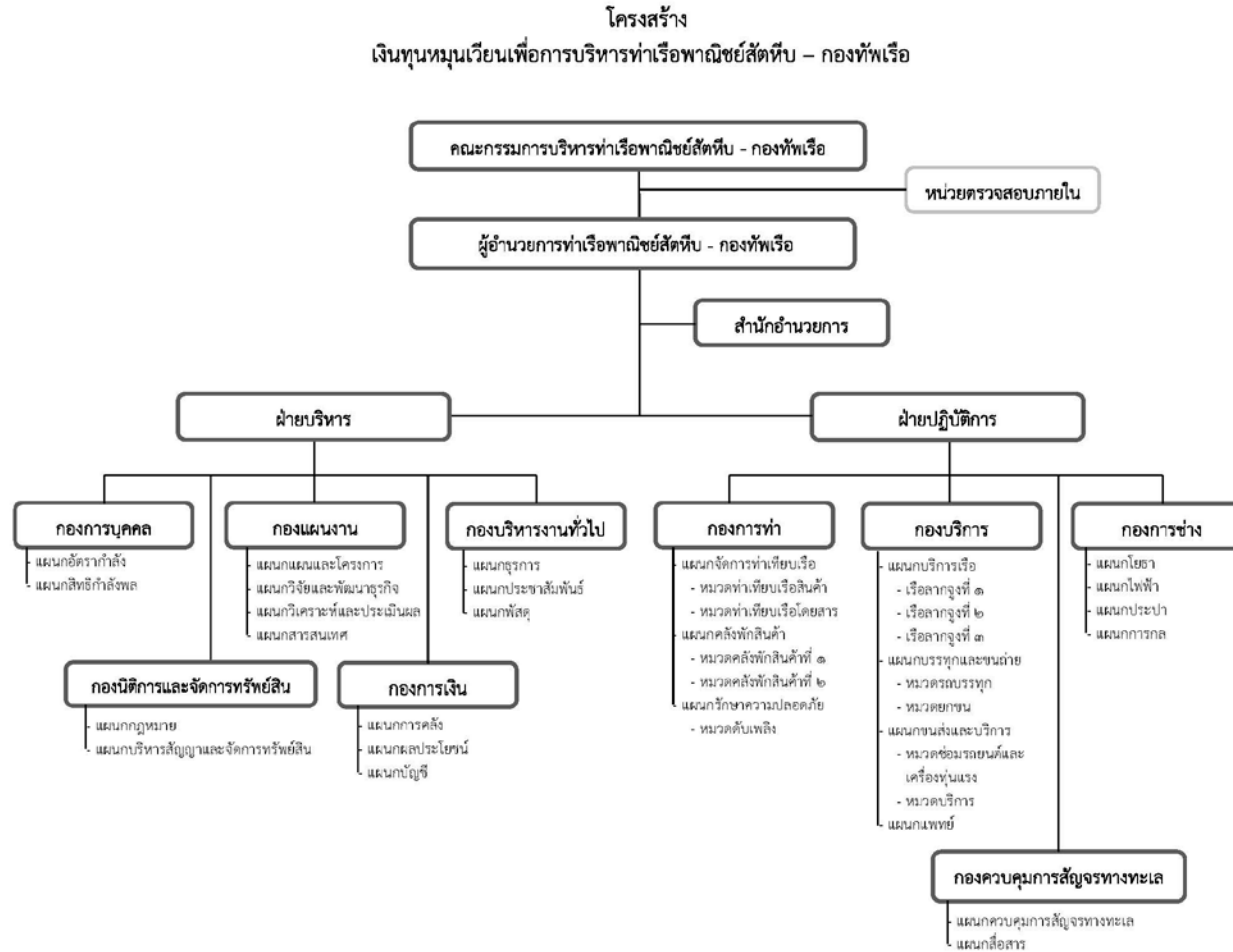 โครงสร้าง
เงินทุนหมุนเวียนเพื่อการบริหารท่าเรือพาณิชย์สัตหีบ – กองทัพเรือ
คณะกรรมการบริหารท่าเรือพาณิชย์สัตหีบ - กองทัพเรือ
หน่วยตรวจสอบภายใน
ผู้อำนวยการท่าเรือพาณิชย์สัตหีบ - กองทัพเรือ
สำนักอำนวยการ
ฝ่ายบริหาร
กองการบุคคล
- แผนกอัตรากำลัง
- แผนกสิทธิกำลังพล
กองแผนงาน
- แผนกแผนและโครงการ
- แผนกวิจัยและพัฒนาธุรกิจ
- แผนกวิเคราะห์และประเมินผล
- แผนกสารสนเทศ
กองบริหารงานทั่วไป
- แผนกธุรการ
- แผนกประชาสัมพันธ์
- แผนกพัสดุ
กองนิติการและจัดการทรัพย์สิน
- แผนกกฎหมาย
- แผนกบริหารสัญญาและจัดการทรัพย์สิน
กองการเงิน
- แผนกการคลัง
- แผนกผลประโยชน์
- แผนกบัญชี
ฝ่ายปฏิบัติการ
กองการท่า
- แผนกจัดการท่าเทียบเรือ
- หมวดท่าเทียบเรือสินค้า
- หมวดท่าเทียบเรือโดยสาร
- แผนกคลังพักสินค้า
- หมวดคลังพักสินค้าที่ ๑
- หมวดคลังพักสินค้าที่ ๒
- แผนกรักษาความปลอดภัย
- หมวดดับเพลิง
กองบริการ
- แผนกบริการเรือ
- เรือลากจูงที่ ๑
- เรือลากจูงที่ ๒
- เรือลากจูงที่ ๓
- แผนกบรรทุกและขนถ่าย
- หมวดรถบรรทุก
- หมวดยกขน
- แผนกขนส่งและบริการ
- หมวดซ่อมรถยนต์และ
เครื่องทุ่นแรง
- หมวดบริการ
- แผนกแพทย์
กองการช่าง
- แผนกโยธา
- แผนกไฟฟ้า
- แผนกประปา
- แผนกการกล
กองควบคุมการสัญจรทางทะเล
- แผนกควบคุมการสัญจรทางทะเล
- แผนกสื่อสาร